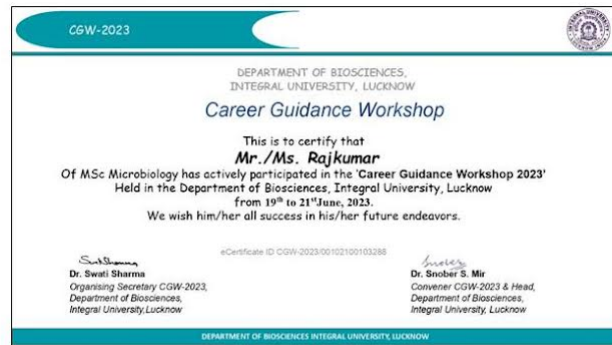 CGW-2023
DEPARTMENT OF BIOSCIENCES,
INTEGRAL UNIVERSITY, LUCKNOW
Career Guidance Workshop
This is to certify that
Mr./Ms. Rajkumar
Of MSc Microbiology has actively participated in the 'Career Guidance Workshop 2023'
Held in the Department of Biosciences, Integral University, Lucknow
from 19th to 21st June, 2023.
We wish him/her all success in his/her future endeavors.
eCertificate ID CGW-2023/00102100103288
Dr. Swati Sharma
Organising Secretary CGW-2023,
Department of Biosciences,
Integral University,Lucknow
Dr. Snober S. Mir
Convener CGW-2023 & Head,
Department of Biosciences,
Integral University, Lucknow
DEPARTMENT OF BIOSCIENCES INTEGRAL UNIVERSITY, LUCKNOW